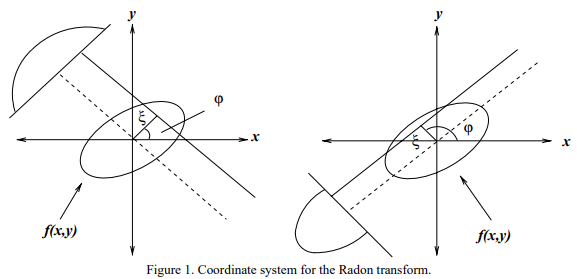 y
φ
ξ
x
f(x,y)
y
φ
ξ
x
f(x,y)
Figure 1. Coordinate system for the Radon transform.